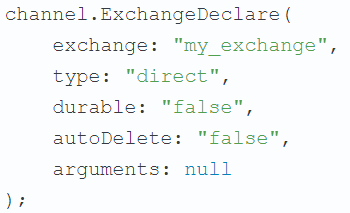 channel.ExchangeDeclare(
    exchange: "my_exchange",
    type: "direct",
    durable: "false",
    autoDelete: "false",
    arguments: null
);